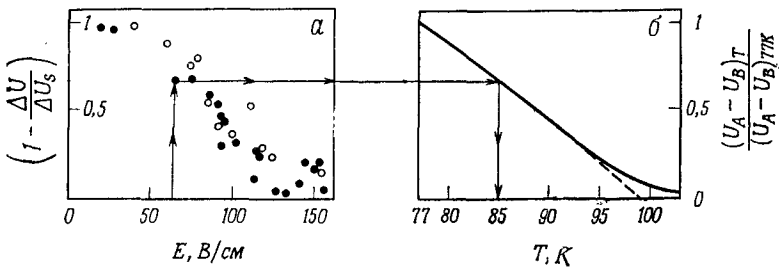 (1 - ΔU/ΔU_S)
1
0,5
0
50
100
150
E, В/см
а
77
80
85
90
95
100
T, К
б
1
0,5
0
(U_A - U_B)_T / (U_A - U_B)_77K